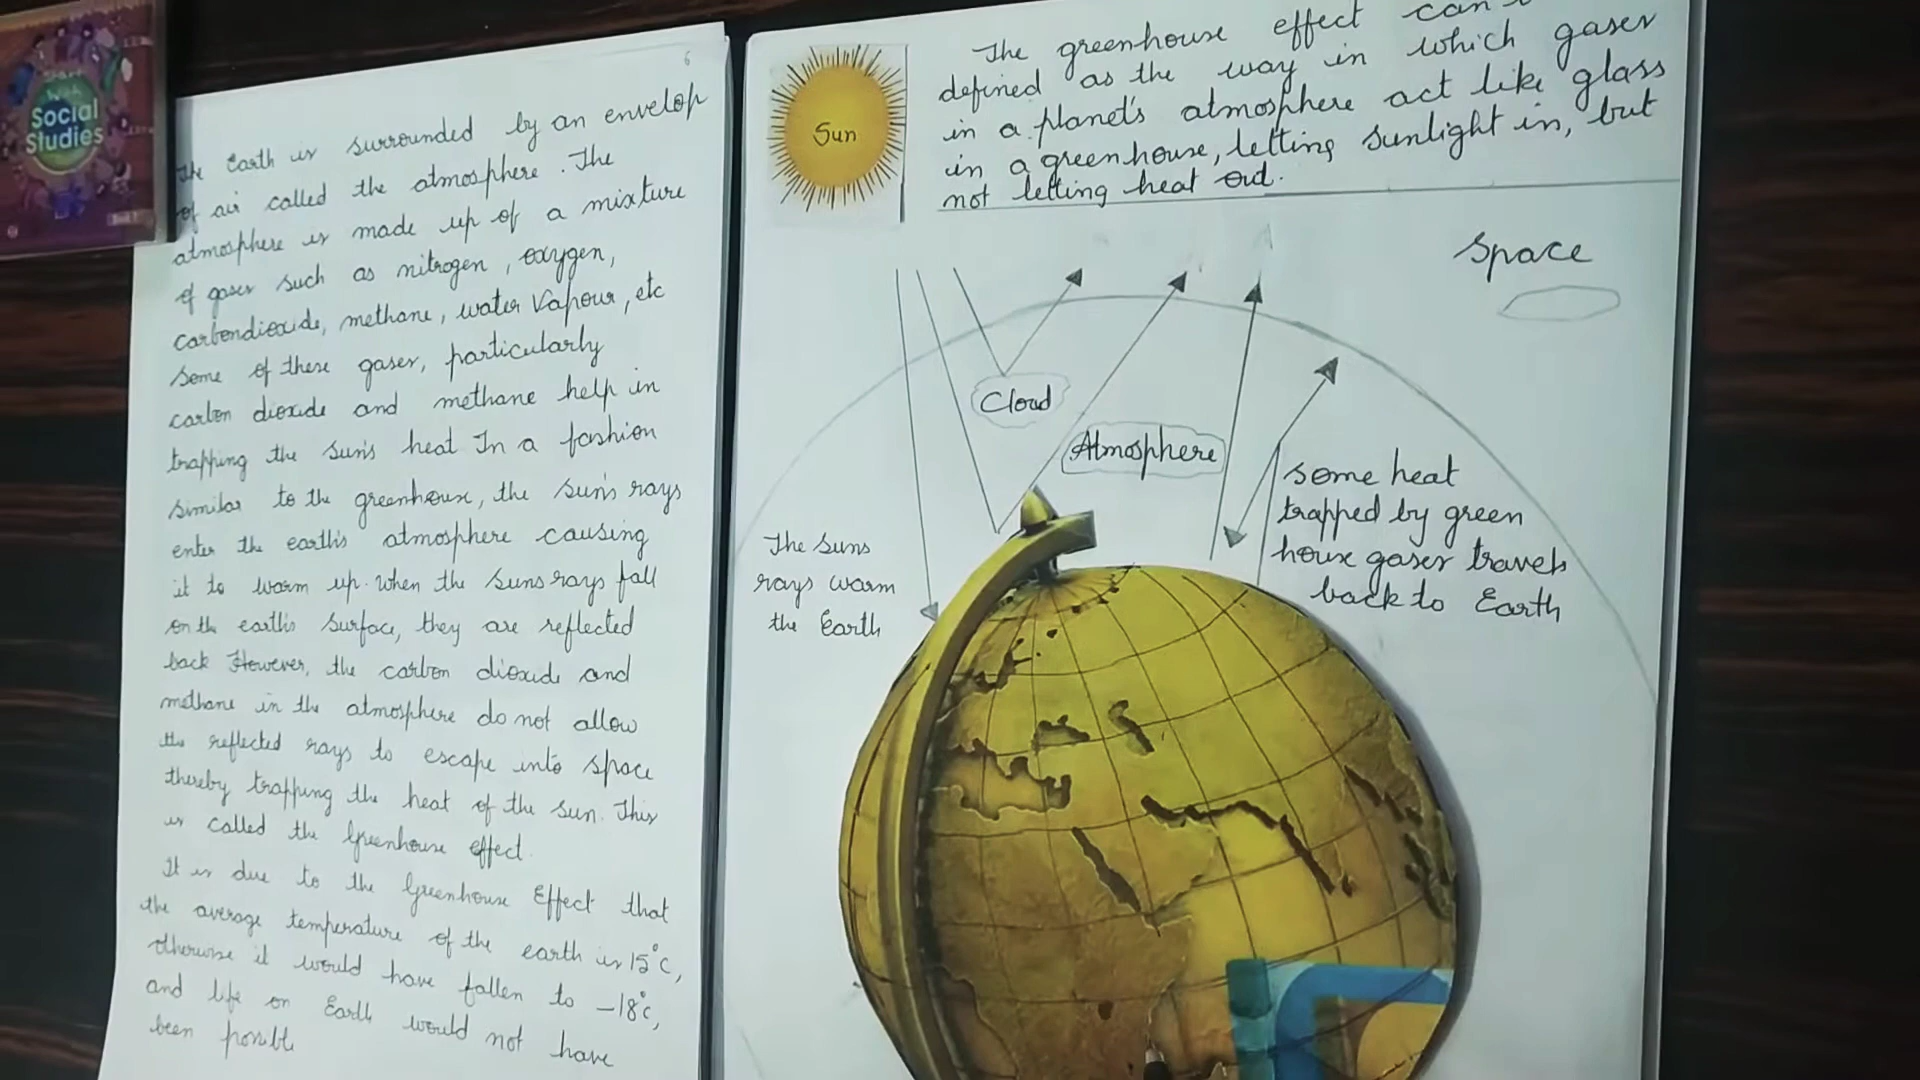 Social
Studies
6
The Earth is surrounded by an envelop
of air called the atmosphere. The
atmosphere is made up of a mixture
of gases such as nitrogen, oxygen,
carbondioxide, methane, water Vapour, etc
Some of these gases, particularly
carbon dioxide and methane help in
trapping the sun's heat In a fashion
similar to the greenhouse, the sun's rays
enter the earth's atmosphere causing
it to warm up. when the suns rays fall
on the earth's surface, they are reflected
back However, the carbon dioxide and
methane in the atmosphere do not allow
the reflected rays to escape into space
thereby trapping the heat of the sun. This
is called the Greenhouse effect.
It is due to the Greenhouse Effect that
the average temperature of the earth is 15°c,
otherwise it would have fallen to -18°c,
and life on Earth would not have
been possible
Sun
The greenhouse effect can
defined as the way in which gases
in a planet's atmosphere act like glass
in a greenhouse, letting sunlight in, but
not letting heat out.
Space
Cloud
Atmosphere
The suns
rays warm
the Earth
some heat
trapped by green
house gases travels
back to Earth